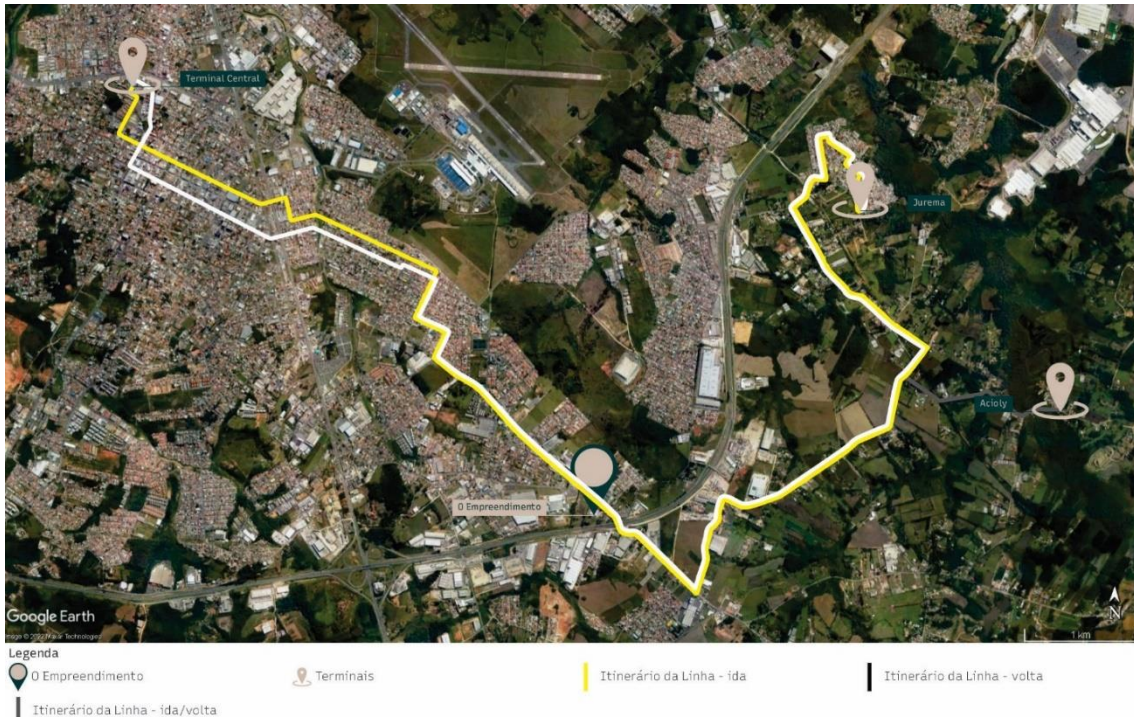 Terminal Central
Jurema
Acioly
O Empreendimento
Google Earth
N
1 km
Legenda
O Empreendimento
Terminais
Itinerário da Linha - ida
Itinerário da Linha - volta
Itinerário da Linha - ida/volta